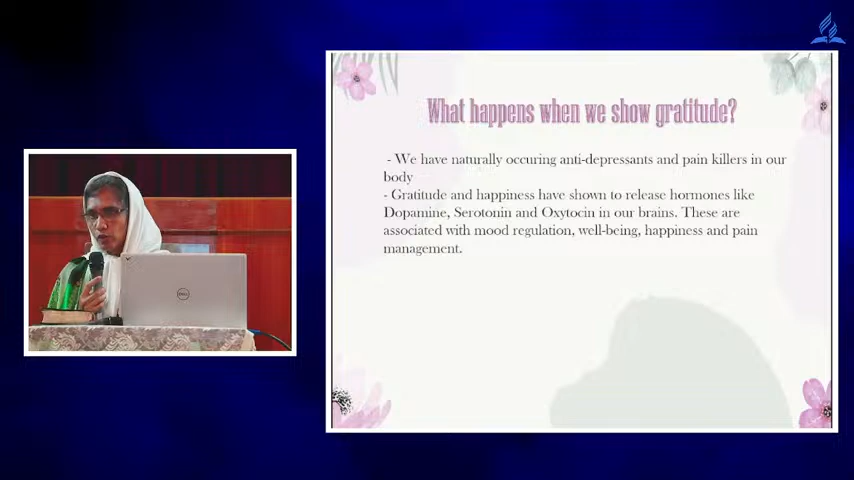 What happens when we show gratitude?
- We have naturally occuring anti-depressants and pain killers in our
body
- Gratitude and happiness have shown to release hormones like
Dopamine, Serotonin and Oxytocin in our brains. These are
associated with mood regulation, well-being, happiness and pain
management.
DELL